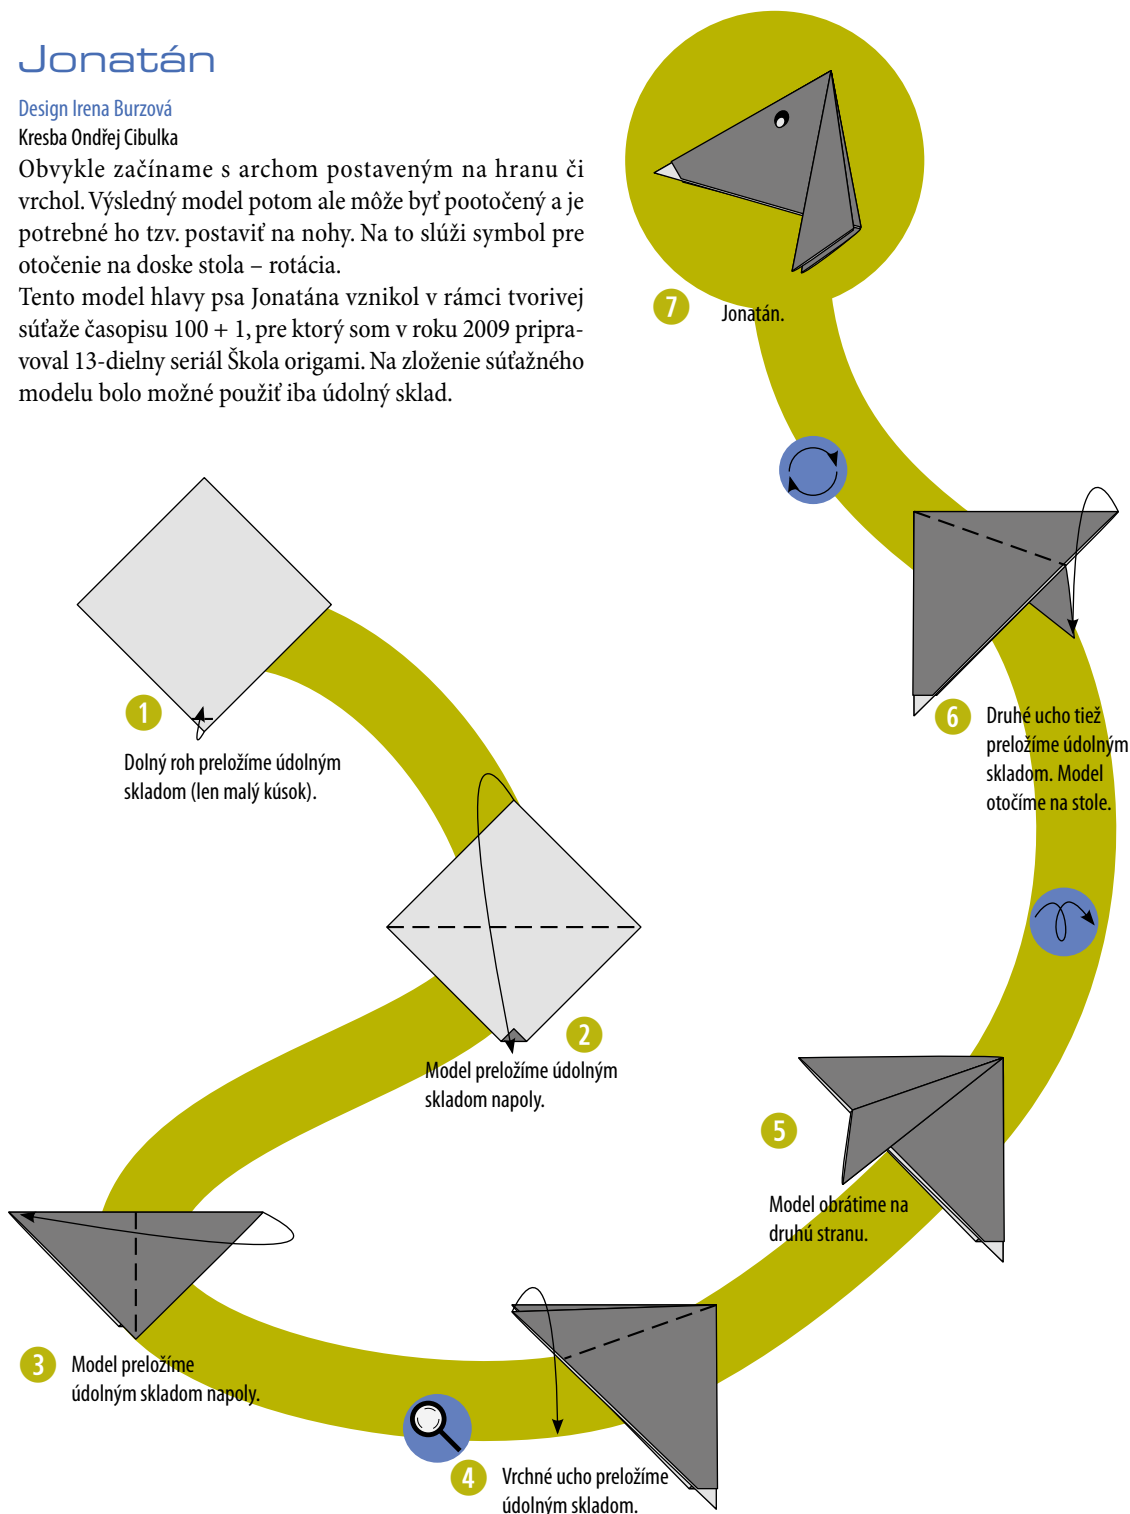 Jonatán
Design Irena Burzová
Kresba Ondřej Cibulka
Obvykle začíname s archom postaveným na hranu či
vrchol. Výsledný model potom ale môže byť pootočený a je
potrebné ho tzv. postaviť na nohy. Na to slúži symbol pre
otočenie na doske stola – rotácia.
Tento model hlavy psa Jonatána vznikol v rámci tvorivej
súťaže časopisu 100 + 1, pre ktorý som v roku 2009 pripra-
voval 13-dielny seriál Škola origami. Na zloženie súťažného
modelu bolo možné použiť iba údolný sklad.
1
Dolný roh preložíme údolným
skladom (len malý kúsok).
2
Model preložíme údolným
skladom napoly.
3
Model preložíme
údolným skladom napoly.
4
Vrchné ucho preložíme
údolným skladom.
5
Model obrátime na
druhú stranu.
6
Druhé ucho tiež
preložíme údolným
skladom. Model
otočíme na stole.
7
Jonatán.